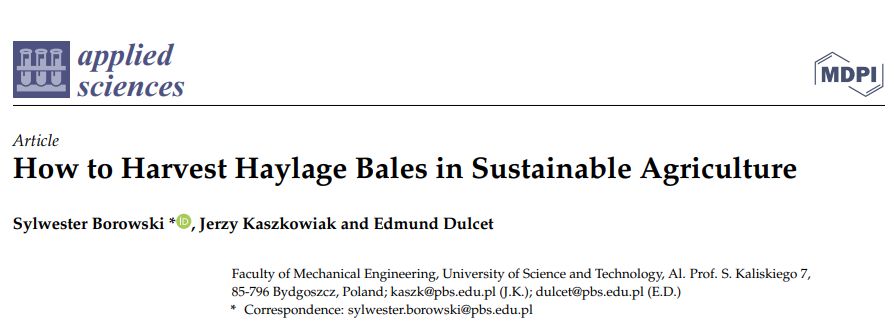 applied
sciences
MDPI
Article
How to Harvest Haylage Bales in Sustainable Agriculture
Sylwester Borowski * iD, Jerzy Kaszkowiak and Edmund Dulcet
Faculty of Mechanical Engineering, University of Science and Technology, Al. Prof. S. Kaliskiego 7,
85-796 Bydgoszcz, Poland; kaszk@pbs.edu.pl (J.K.); dulcet@pbs.edu.pl (E.D.)
* Correspondence: sylwester.borowski@pbs.edu.pl